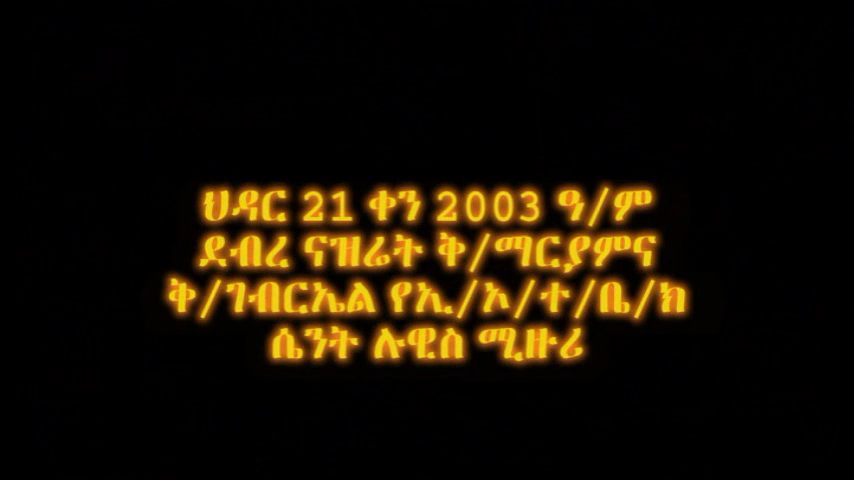 ህዳር 21 ቀን 2003 ዓ/ም
ደብረ ናዝሬት ቅ/ማርያምና
ቅ/ገብርኤል የኢ/ኦ/ተ/ቤ/ክ
ሴንት ሉዊስ ሚዙሪ